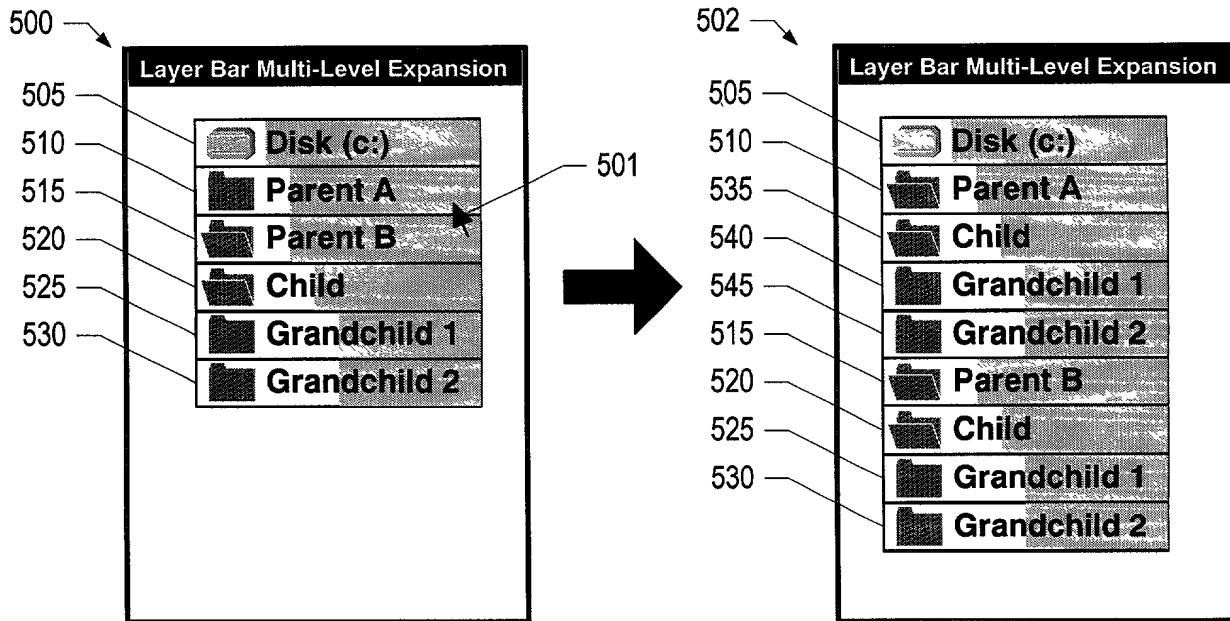 500
Layer Bar Multi-Level Expansion
505
Disk (c:)
510
Parent A
501
515
Parent B
520
Child
525
Grandchild 1
530
Grandchild 2
502
Layer Bar Multi-Level Expansion
505
Disk (c:)
510
Parent A
535
Child
540
Grandchild 1
545
Grandchild 2
515
Parent B
520
Child
525
Grandchild 1
530
Grandchild 2